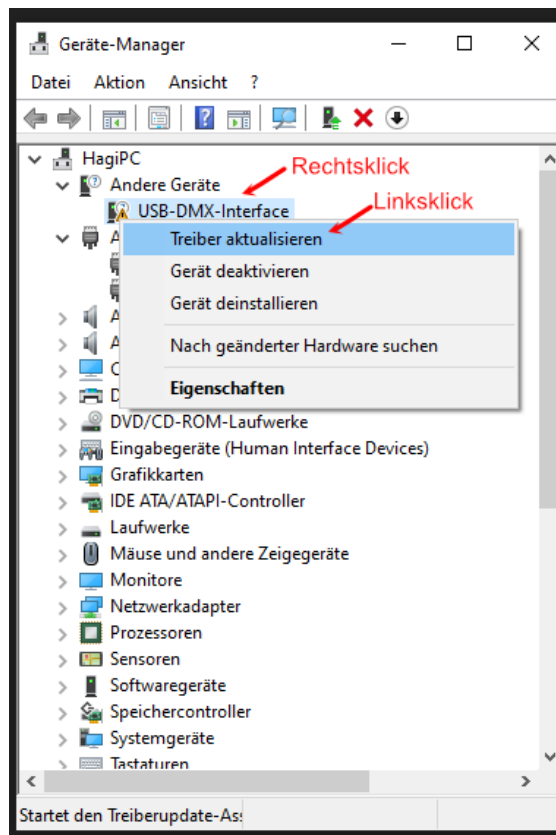 Geräte-Manager
Datei Aktion Ansicht ?
HagiPC
Rechtsklick
Andere Geräte
Linksklick
USB-DMX-Interface
A
Treiber aktualisieren
Gerät deaktivieren
Gerät deinstallieren
A
A
Nach geänderter Hardware suchen
C
D
Eigenschaften
DVD/CD-ROM-Laufwerke
Eingabegeräte (Human Interface Devices)
Grafikkarten
IDE ATA/ATAPI-Controller
Laufwerke
Mäuse und andere Zeigegeräte
Monitore
Netzwerkadapter
Prozessoren
Sensoren
Softwaregeräte
Speichercontroller
Systemgeräte
Tastaturen
Startet den Treiberupdate-Ass